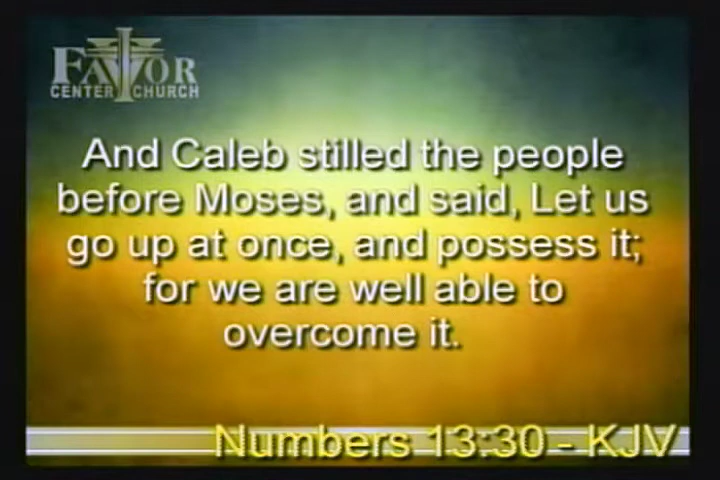 FAVOR
CENTER CHURCH
And Caleb stilled the people
before Moses, and said, Let us
go up at once, and possess it;
for we are well able to
overcome it.
Numbers 13:30 - KJV